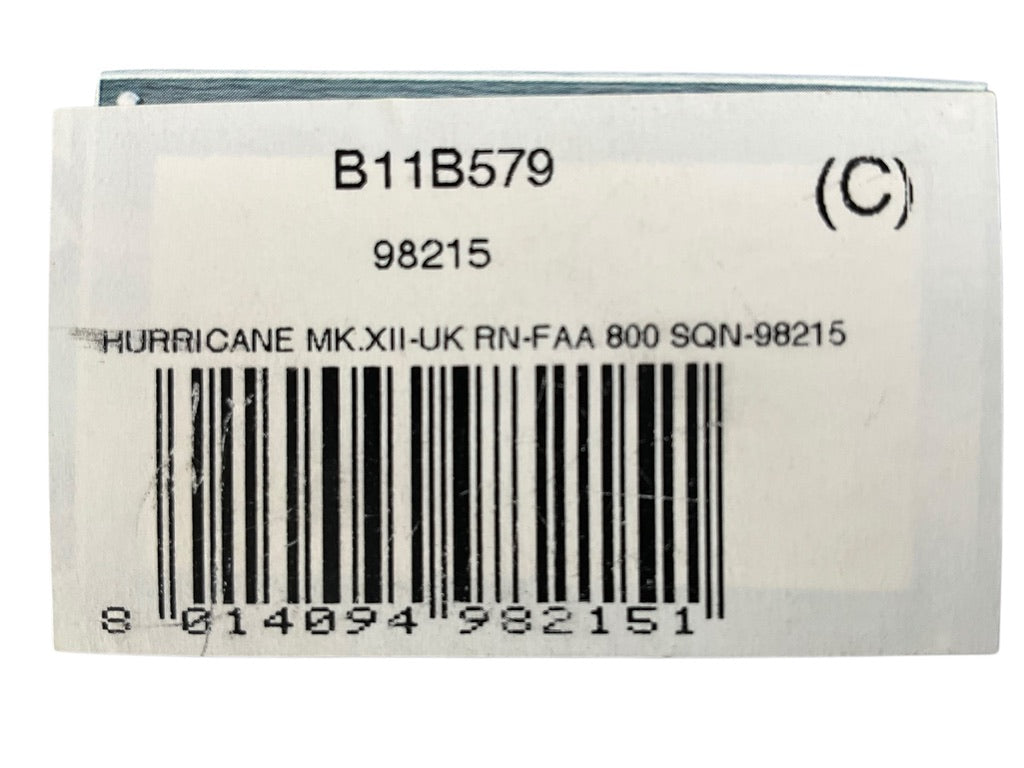 B11B579
(C)
98215
HURRICANE MK.XII-UK RN-FAA 800 SQN-98215
8 014094 982151